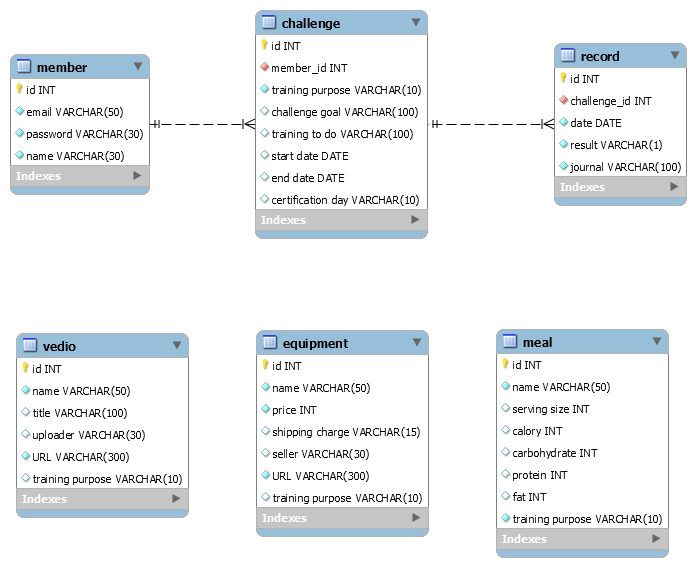 member
id INT
email VARCHAR(50)
password VARCHAR(30)
name VARCHAR(30)
Indexes
challenge
id INT
member_id INT
training purpose VARCHAR(10)
challenge goal VARCHAR(100)
training to do VARCHAR(100)
start date DATE
end date DATE
certification day VARCHAR(10)
Indexes
record
id INT
challenge_id INT
date DATE
result VARCHAR(1)
journal VARCHAR(100)
Indexes
vedio
id INT
name VARCHAR(50)
title VARCHAR(100)
uploader VARCHAR(30)
URL VARCHAR(300)
training purpose VARCHAR(10)
Indexes
equipment
id INT
name VARCHAR(50)
price INT
shipping charge VARCHAR(15)
seller VARCHAR(30)
URL VARCHAR(300)
training purpose VARCHAR(10)
Indexes
meal
id INT
name VARCHAR(50)
serving size INT
calory INT
carbohydrate INT
protein INT
fat INT
training purpose VARCHAR(10)
Indexes